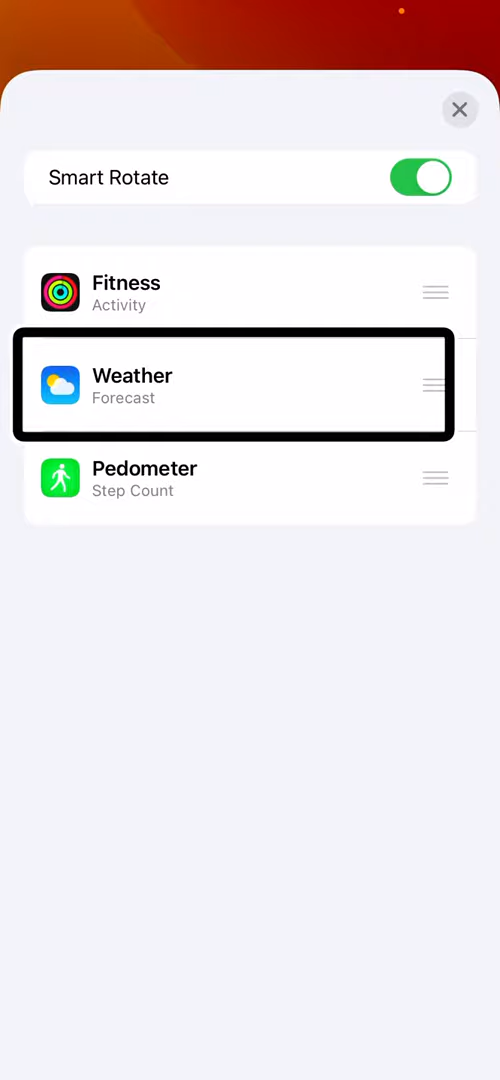 Smart Rotate
Fitness
Activity
Weather
Forecast
Pedometer
Step Count